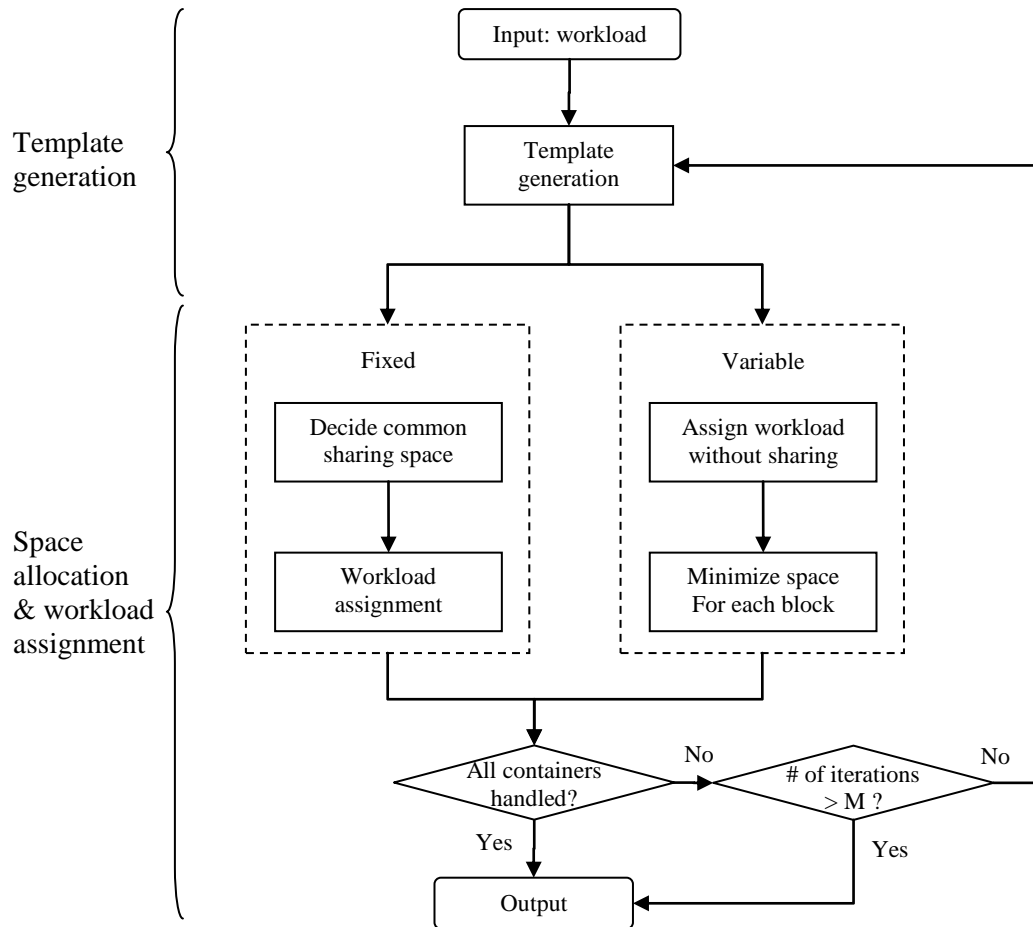 Input: workload
Template
generation
Template
generation
Fixed
Variable
Decide common
sharing space
Assign workload
without sharing
Workload
assignment
Minimize space
For each block
Space
allocation
& workload
assignment
All containers
handled?
No
# of iterations
> M ?
No
Yes
Yes
Output